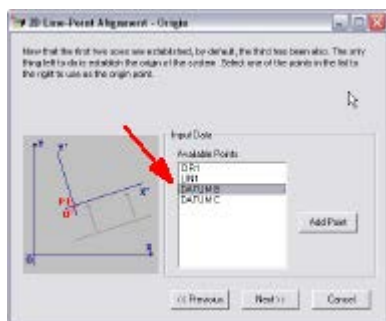 3D Line-Point Alignment - Origin
Now that the first two axes are established, by default, the third has been also. The only
thing left to do is establish the origin of the system. Select one of the points in the list to
the right to use as the origin point.
Input Data
Available Points
CIR1
LIN1
DATUM B
DATUM C
Add Point
Y
Y'
X'
X
<< Previous
Next >>
Cancel